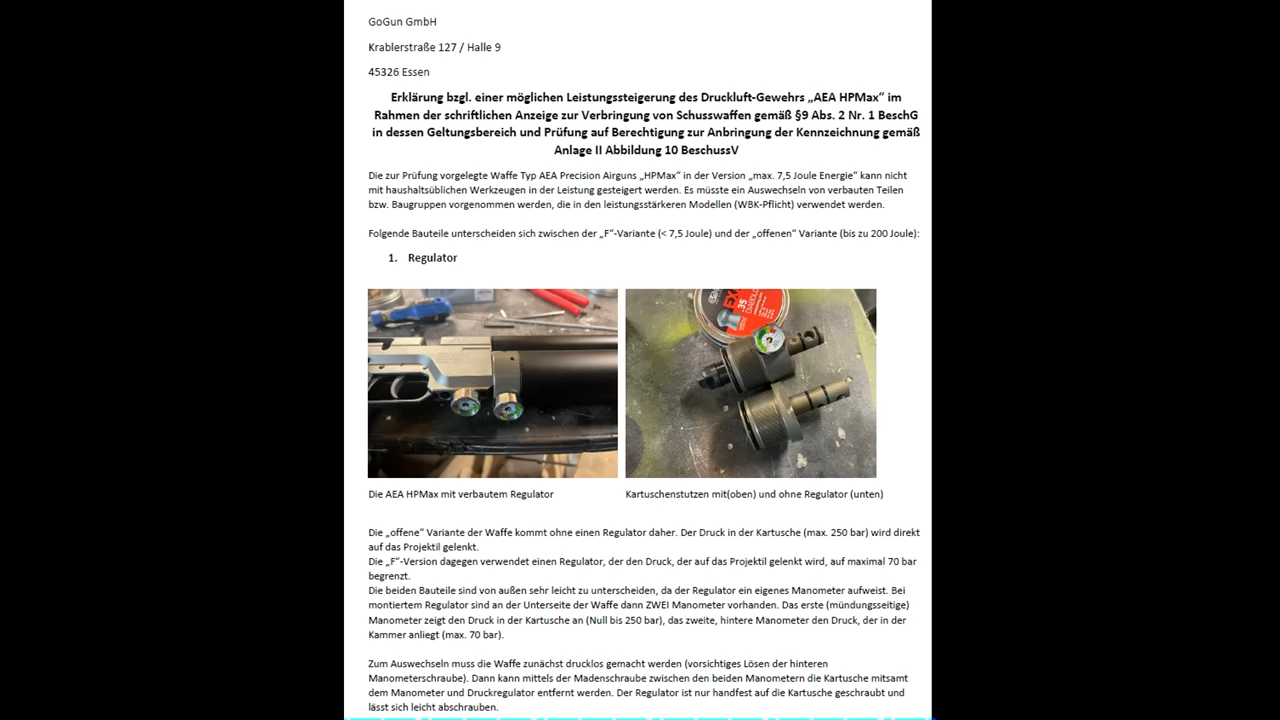 GoGun GmbH
Krablerstraße 127 / Halle 9
45326 Essen
Erklärung bzgl. einer möglichen Leistungssteigerung des Druckluft-Gewehrs „AEA HPMax“ im
Rahmen der schriftlichen Anzeige zur Verbringung von Schusswaffen gemäß §9 Abs. 2 Nr. 1 BeschG
in dessen Geltungsbereich und Prüfung auf Berechtigung zur Anbringung der Kennzeichnung gemäß
Anlage II Abbildung 10 BeschussV
Die zur Prüfung vorgelegte Waffe Typ AEA Precision Airguns „HPMax“ in der Version „max. 7,5 Joule Energie“ kann nicht
mit haushaltsüblichen Werkzeugen in der Leistung gesteigert werden. Es müsste ein Auswechseln von verbauten Teilen
bzw. Baugruppen vorgenommen werden, die in den leistungsstärkeren Modellen (WBK-Pflicht) verwendet werden.
Folgende Bauteile unterscheiden sich zwischen der „F“-Variante (< 7,5 Joule) und der „offenen“ Variante (bis zu 200 Joule):
1. Regulator
.35
DIABOLO
Die AEA HPMax mit verbautem Regulator
Kartuschenstutzen mit(oben) und ohne Regulator (unten)
Die „offene“ Variante der Waffe kommt ohne einen Regulator daher. Der Druck in der Kartusche (max. 250 bar) wird direkt
auf das Projektil gelenkt.
Die „F“-Version dagegen verwendet einen Regulator, der den Druck, der auf das Projektil gelenkt wird, auf maximal 70 bar
begrenzt.
Die beiden Bauteile sind von außen sehr leicht zu unterscheiden, da der Regulator ein eigenes Manometer aufweist. Bei
montiertem Regulator sind an der Unterseite der Waffe dann ZWEI Manometer vorhanden. Das erste (mündungsseitige)
Manometer zeigt den Druck in der Kartusche an (Null bis 250 bar), das zweite, hintere Manometer den Druck, der in der
Kammer anliegt (max. 70 bar).
Zum Auswechseln muss die Waffe zunächst drucklos gemacht werden (vorsichtiges Lösen der hinteren
Manometerschraube). Dann kann mittels der Madenschraube zwischen den beiden Manometern die Kartusche mitsamt
dem Manometer und Druckregulator entfernt werden. Der Regulator ist nur handfest auf die Kartusche geschraubt und
lässt sich leicht abschrauben.